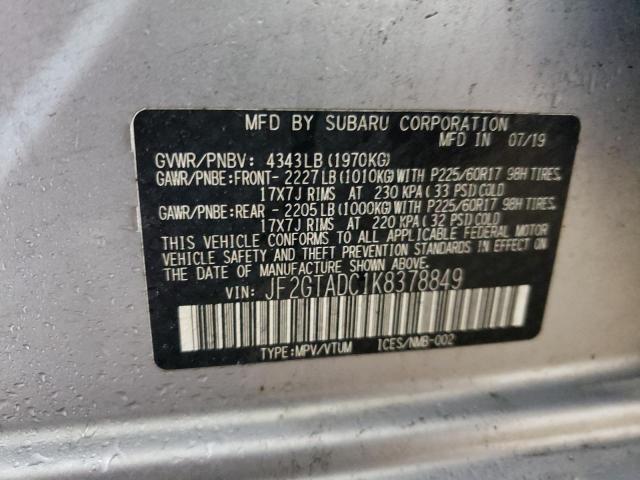 MFD BY SUBARU CORPORATION
MFD IN 07/19
GVWR/PNBV: 4343LB(1970KG)
GAWR/PNBE:FRONT- 2227LB(1010KG)WITH P225/60R17 98H TIRES,
17X7J RIMS AT 230 KPA( 33 PSI)COLD
GAWR/PNBE:REAR - 2205LB(1000KG)WITH P225/60R17 98H TIRES,
17X7J RIMS AT 220 KPA( 32 PSI)COLD
THIS VEHICLE CONFORMS TO ALL APPLICABLE FEDERAL MOTOR
VEHICLE SAFETY AND THEFT PREVENTION STANDARDS IN EFFECT ON
THE DATE OF MANUFACTURE SHOWN ABOVE.
VIN: JF2GTADC1K8378849
TYPE:MPV/VTUM ICES/NMB-002